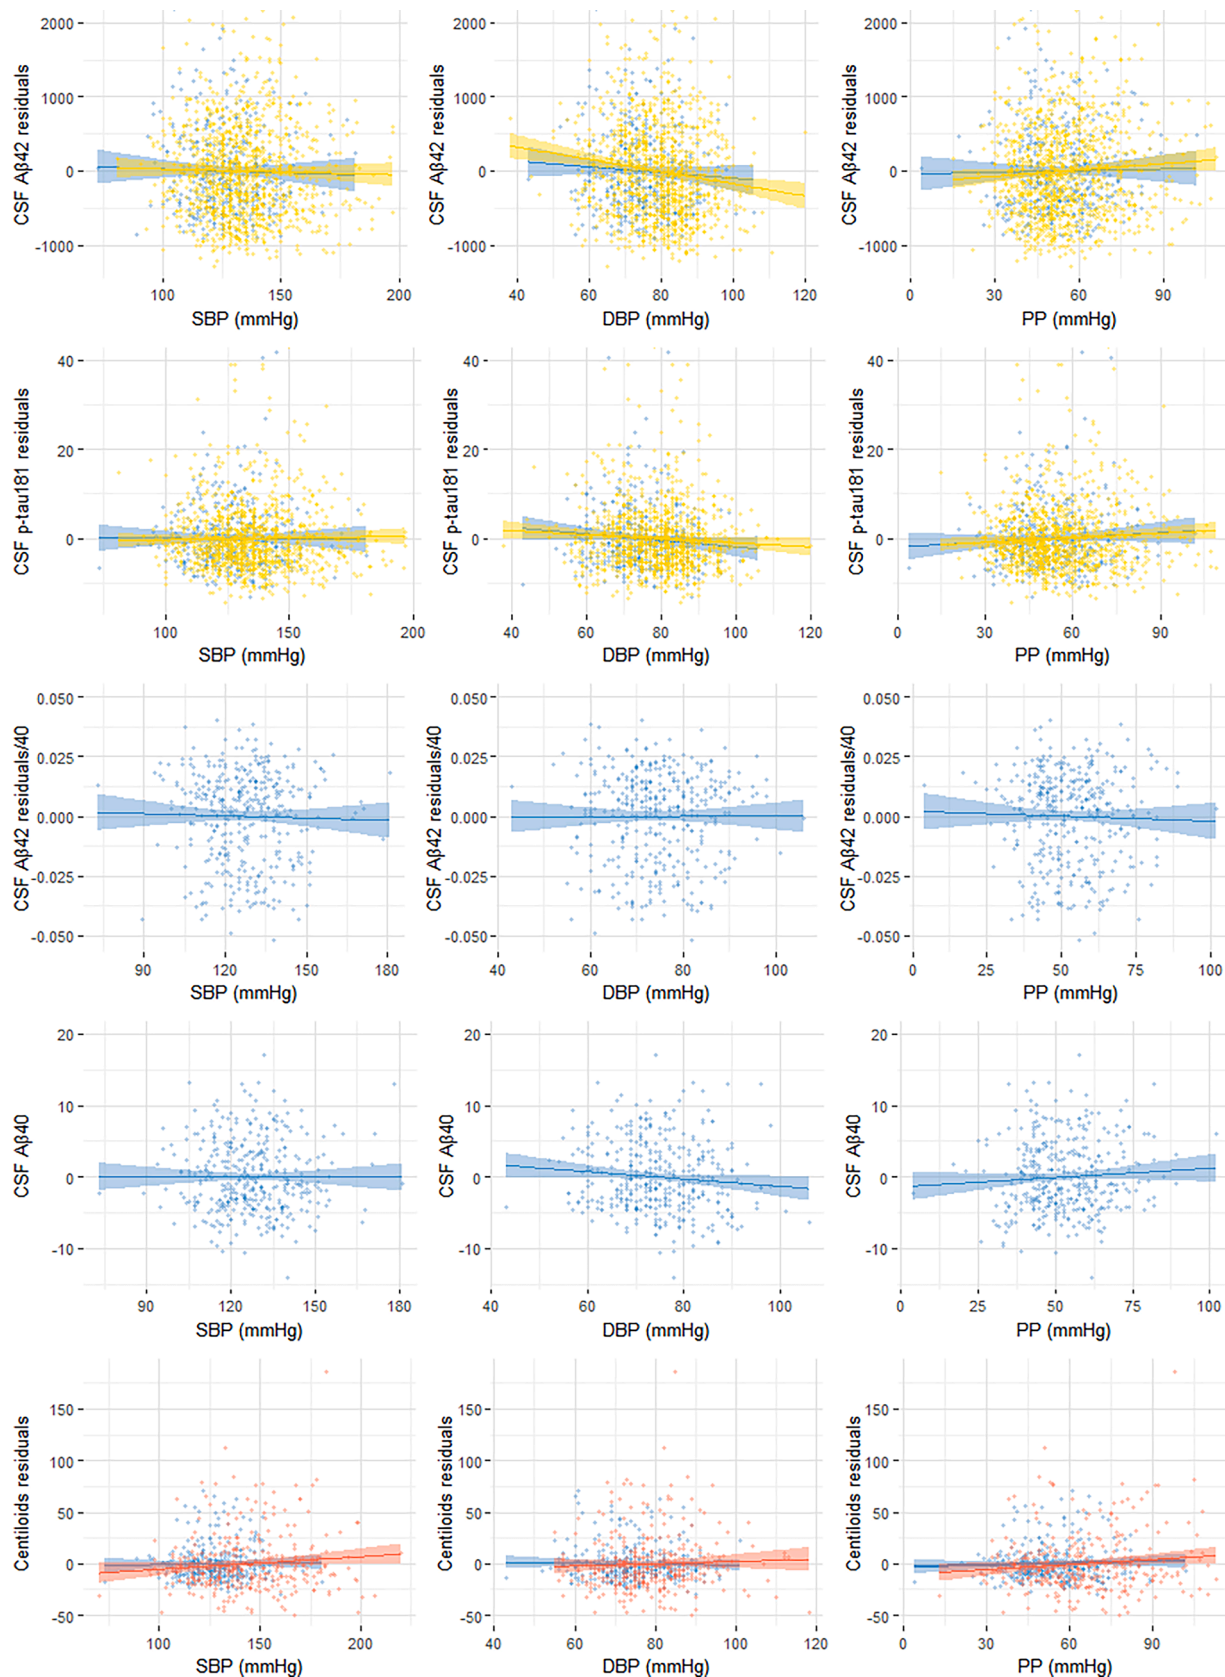 2000
1000
0
-1000
CSF Aβ42 residuals
100 150 200
SBP (mmHg)
2000
1000
0
-1000
CSF Aβ42 residuals
40 60 80 100 120
DBP (mmHg)
2000
1000
0
-1000
CSF Aβ42 residuals
0 30 60 90
PP (mmHg)
40
20
0
CSF p-tau181 residuals
100 150 200
SBP (mmHg)
40
20
0
CSF p-tau181 residuals
40 60 80 100 120
DBP (mmHg)
40
20
0
CSF p-tau181 residuals
0 30 60 90
PP (mmHg)
0.050
0.025
0.000
-0.025
-0.050
CSF Aβ42 residuals/40
90 120 150 180
SBP (mmHg)
0.050
0.025
0.000
-0.025
-0.050
CSF Aβ42 residuals/40
40 60 80 100
DBP (mmHg)
0.050
0.025
0.000
-0.025
-0.050
CSF Aβ42 residuals/40
0 25 50 75 100
PP (mmHg)
20
10
0
-10
CSF Aβ40
90 120 150 180
SBP (mmHg)
20
10
0
-10
CSF Aβ40
40 60 80 100
DBP (mmHg)
20
10
0
-10
CSF Aβ40
0 25 50 75 100
PP (mmHg)
150
100
50
0
-50
Centiloids residuals
100 150 200
SBP (mmHg)
150
100
50
0
-50
Centiloids residuals
40 60 80 100 120
DBP (mmHg)
150
100
50
0
-50
Centiloids residuals
0 30 60 90
PP (mmHg)